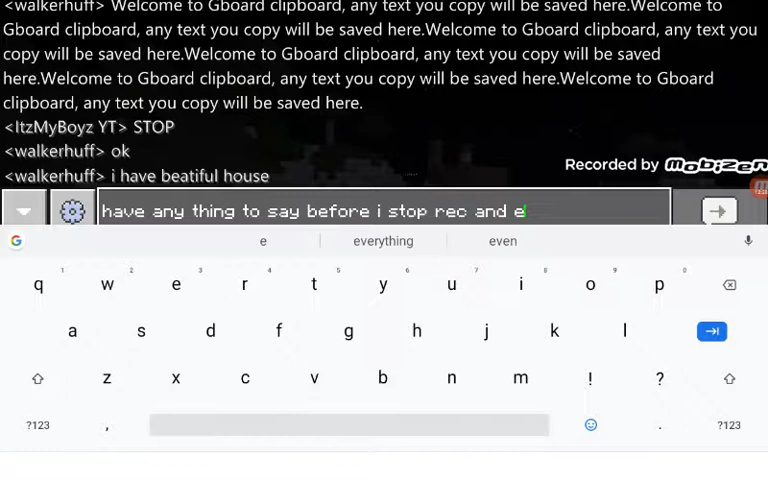 <walkerhuff> Welcome to Gboard clipboard, any text you copy will be saved here.Welcome to
Gboard clipboard, any text you copy will be saved here.Welcome to Gboard clipboard, any text you
copy will be saved here.Welcome to Gboard clipboard, any text you copy will be saved
here.Welcome to Gboard clipboard, any text you copy will be saved here.Welcome to Gboard
clipboard, any text you copy will be saved here.
<ItzMyBoyz YT> STOP
<walkerhuff> ok
Recorded by mobizen
<walkerhuff> i have beatiful house
have any thing to say before i stop rec and e
e everything even
1 2 3 4 5 6 7 8 9 0
q w e r t y u i o p
a s d f g h j k l
z x c v b n m ! ?
?123 , . ?123